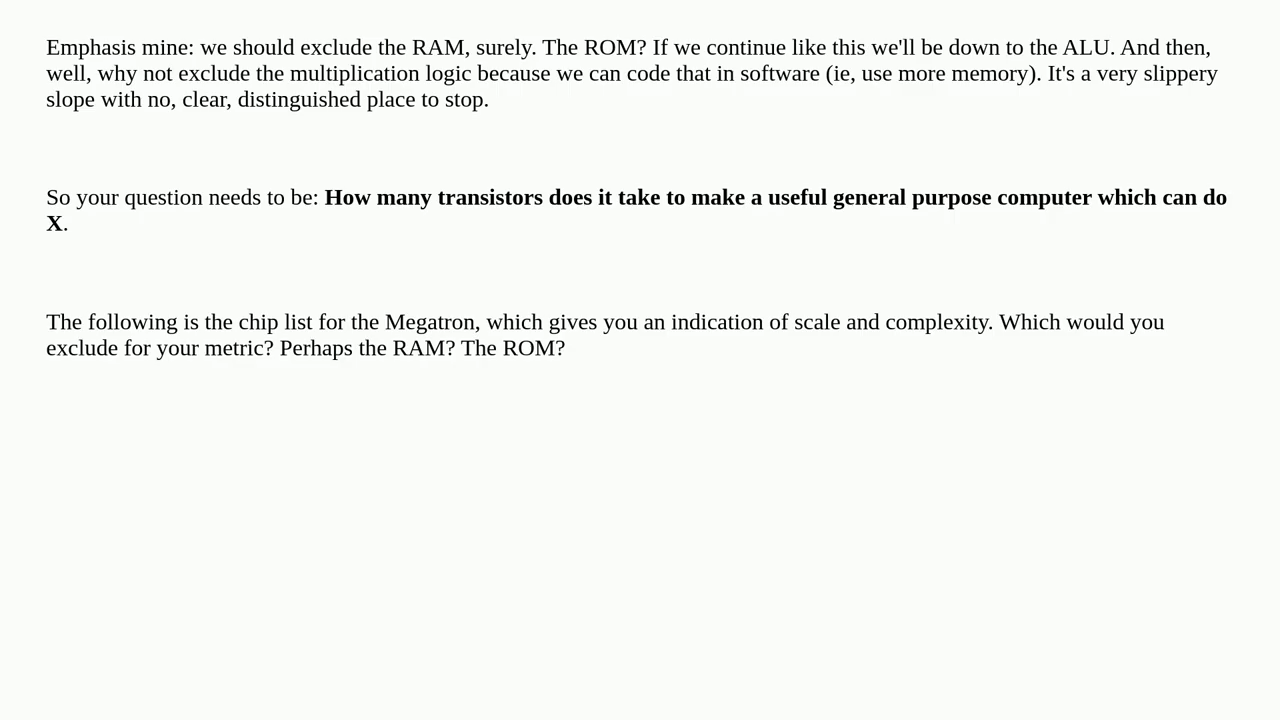 Emphasis mine: we should exclude the RAM, surely. The ROM? If we continue like this we'll be down to the ALU. And then,
well, why not exclude the multiplication logic because we can code that in software (ie, use more memory). It's a very slippery
slope with no, clear, distinguished place to stop.
So your question needs to be: How many transistors does it take to make a useful general purpose computer which can do
X.
The following is the chip list for the Megatron, which gives you an indication of scale and complexity. Which would you
exclude for your metric? Perhaps the RAM? The ROM?